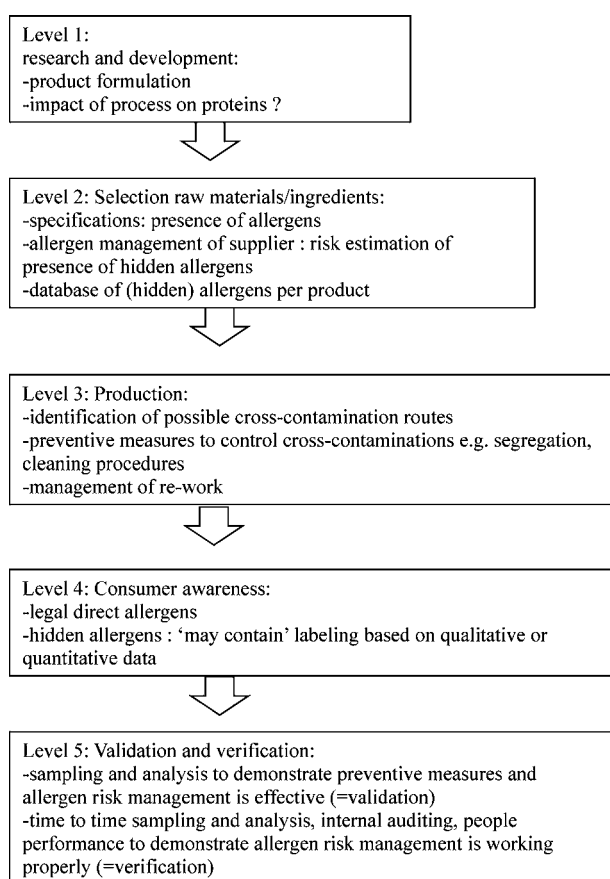 Level 1:
research and development:
-product formulation
-impact of process on proteins ?
Level 2: Selection raw materials/ingredients:
-specifications: presence of allergens
-allergen management of supplier : risk estimation of
presence of hidden allergens
-database of (hidden) allergens per product
Level 3: Production:
-identification of possible cross-contamination routes
-preventive measures to control cross-contaminations e.g. segregation,
cleaning procedures
-management of re-work
Level 4: Consumer awareness:
-legal direct allergens
-hidden allergens : ‘may contain’ labeling based on qualitative or
quantitative data
Level 5: Validation and verification:
-sampling and analysis to demonstrate preventive measures and
allergen risk management is effective (=validation)
-time to time sampling and analysis, internal auditing, people
performance to demonstrate allergen risk management is working
properly (=verification)